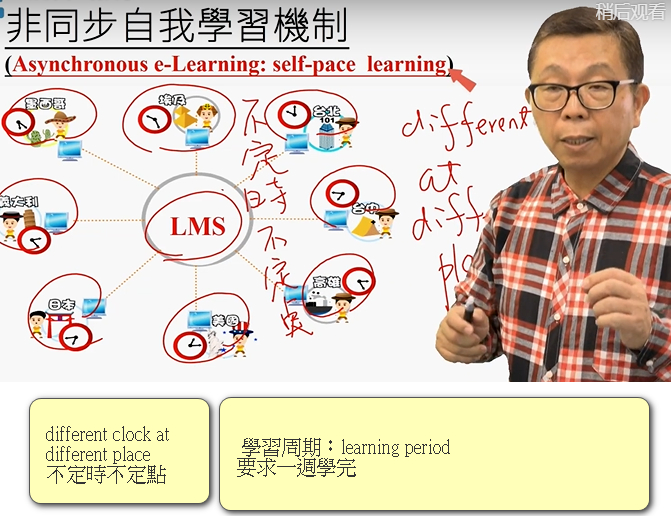 稍后观看
非同步自我學習機制
(Asynchronous e-Learning: self-pace learning)
墨西哥
埃及
台北
101
different
at
diff
pla
不定時不定點
義大利
LMS
台中
日本
美國
高雄
different clock at
different place
不定時不定點
學習周期：learning period
要求一週學完